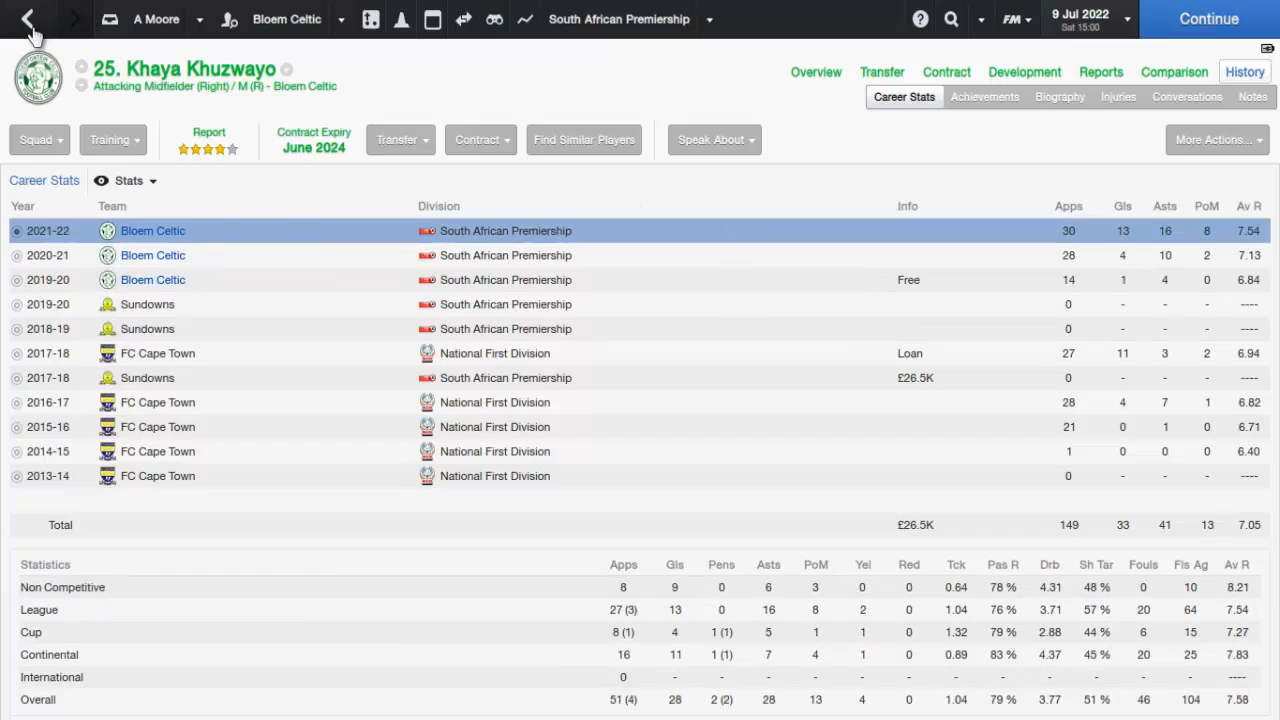 A Moore Bloem Celtic South African Premiership FM 9 Jul 2022 Sat 15:00 Continue
25. Khaya Khuzwayo
Attacking Midfielder (Right) / M (R) - Bloem Celtic
Overview Transfer Contract Development Reports Comparison History
Career Stats Achievements Biography Injuries Conversations Notes
Squad Training Report Contract Expiry June 2024 Transfer Contract Find Similar Players Speak About More Actions...
Career Stats Stats
Year Team Division Info Apps Gls Asts PoM Av R
2021-22 Bloem Celtic South African Premiership 30 13 16 8 7.54
2020-21 Bloem Celtic South African Premiership 28 4 10 2 7.13
2019-20 Bloem Celtic South African Premiership Free 14 1 4 0 6.84
2019-20 Sundowns South African Premiership 0 - - - ----
2018-19 Sundowns South African Premiership 0 - - - ----
2017-18 FC Cape Town National First Division Loan 27 11 3 2 6.94
2017-18 Sundowns South African Premiership £26.5K 0 - - - ----
2016-17 FC Cape Town National First Division 28 4 7 1 6.82
2015-16 FC Cape Town National First Division 21 0 1 0 6.71
2014-15 FC Cape Town National First Division 1 0 0 0 6.40
2013-14 FC Cape Town National First Division 0 - - - ----
Total £26.5K 149 33 41 13 7.05
Statistics Apps Gls Pens Asts PoM Yel Red Tck Pas R Drb Sh Tar Fouls Fls Ag Av R
Non Competitive 8 9 0 6 3 0 0 0.64 78 % 4.31 48 % 0 10 8.21
League 27 (3) 13 0 16 8 2 0 1.04 76 % 3.71 57 % 20 64 7.54
Cup 8 (1) 4 1 (1) 5 1 1 0 1.32 79 % 2.88 44 % 6 15 7.27
Continental 16 11 1 (1) 7 4 1 0 0.89 83 % 4.37 45 % 20 25 7.83
International 0 - - - - - - - - - - - - ----
Overall 51 (4) 28 2 (2) 28 13 4 0 1.04 79 % 3.77 51 % 46 104 7.58